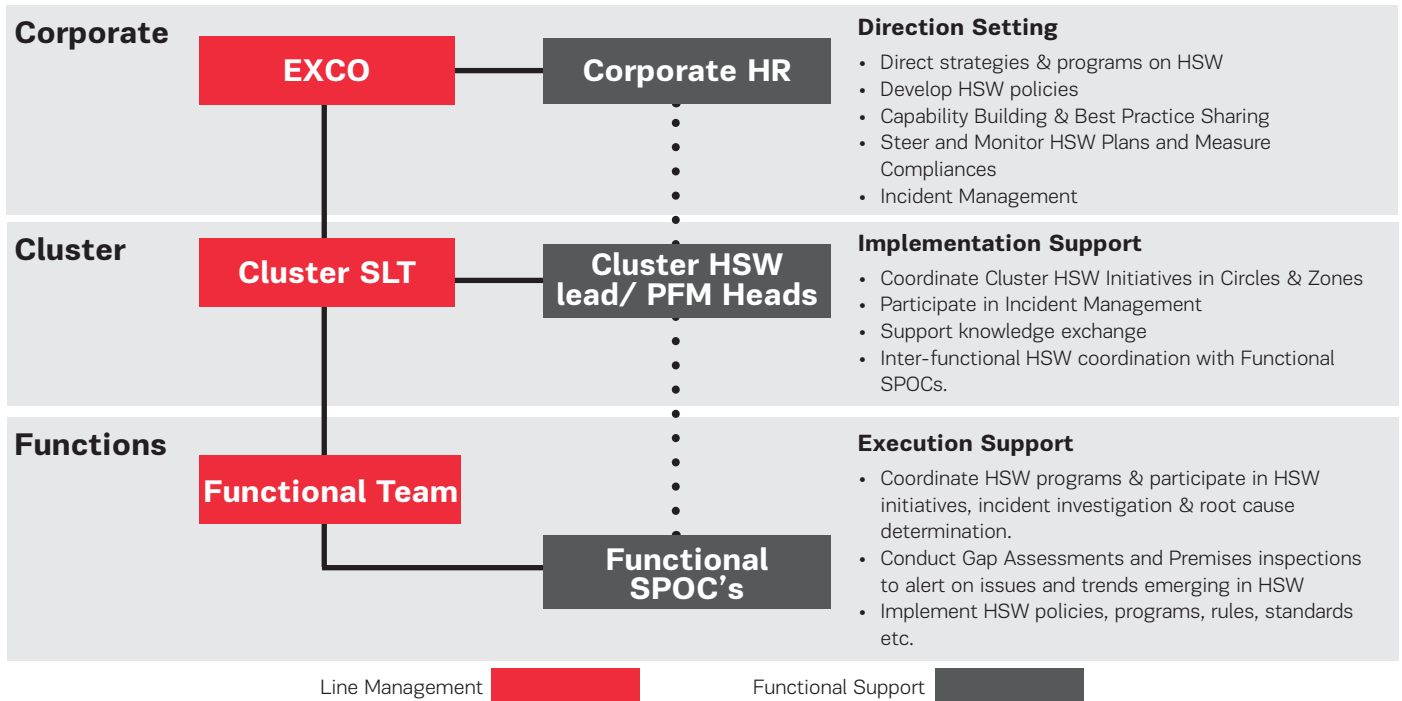 Corporate
EXCO
Corporate HR
Direction Setting
• Direct strategies & programs on HSW
• Develop HSW policies
• Capability Building & Best Practice Sharing
• Steer and Monitor HSW Plans and Measure
Compliances
• Incident Management
Cluster
Cluster SLT
Cluster HSW
lead/ PFM Heads
Implementation Support
• Coordinate Cluster HSW Initiatives in Circles & Zones
• Participate in Incident Management
• Support knowledge exchange
• Inter-functional HSW coordination with Functional
SPOCs.
Functions
Functional Team
Functional
SPOC’s
Execution Support
• Coordinate HSW programs & participate in HSW
initiatives, incident investigation & root cause
determination.
• Conduct Gap Assessments and Premises inspections
to alert on issues and trends emerging in HSW
• Implement HSW policies, programs, rules, standards
etc.
Line Management
Functional Support